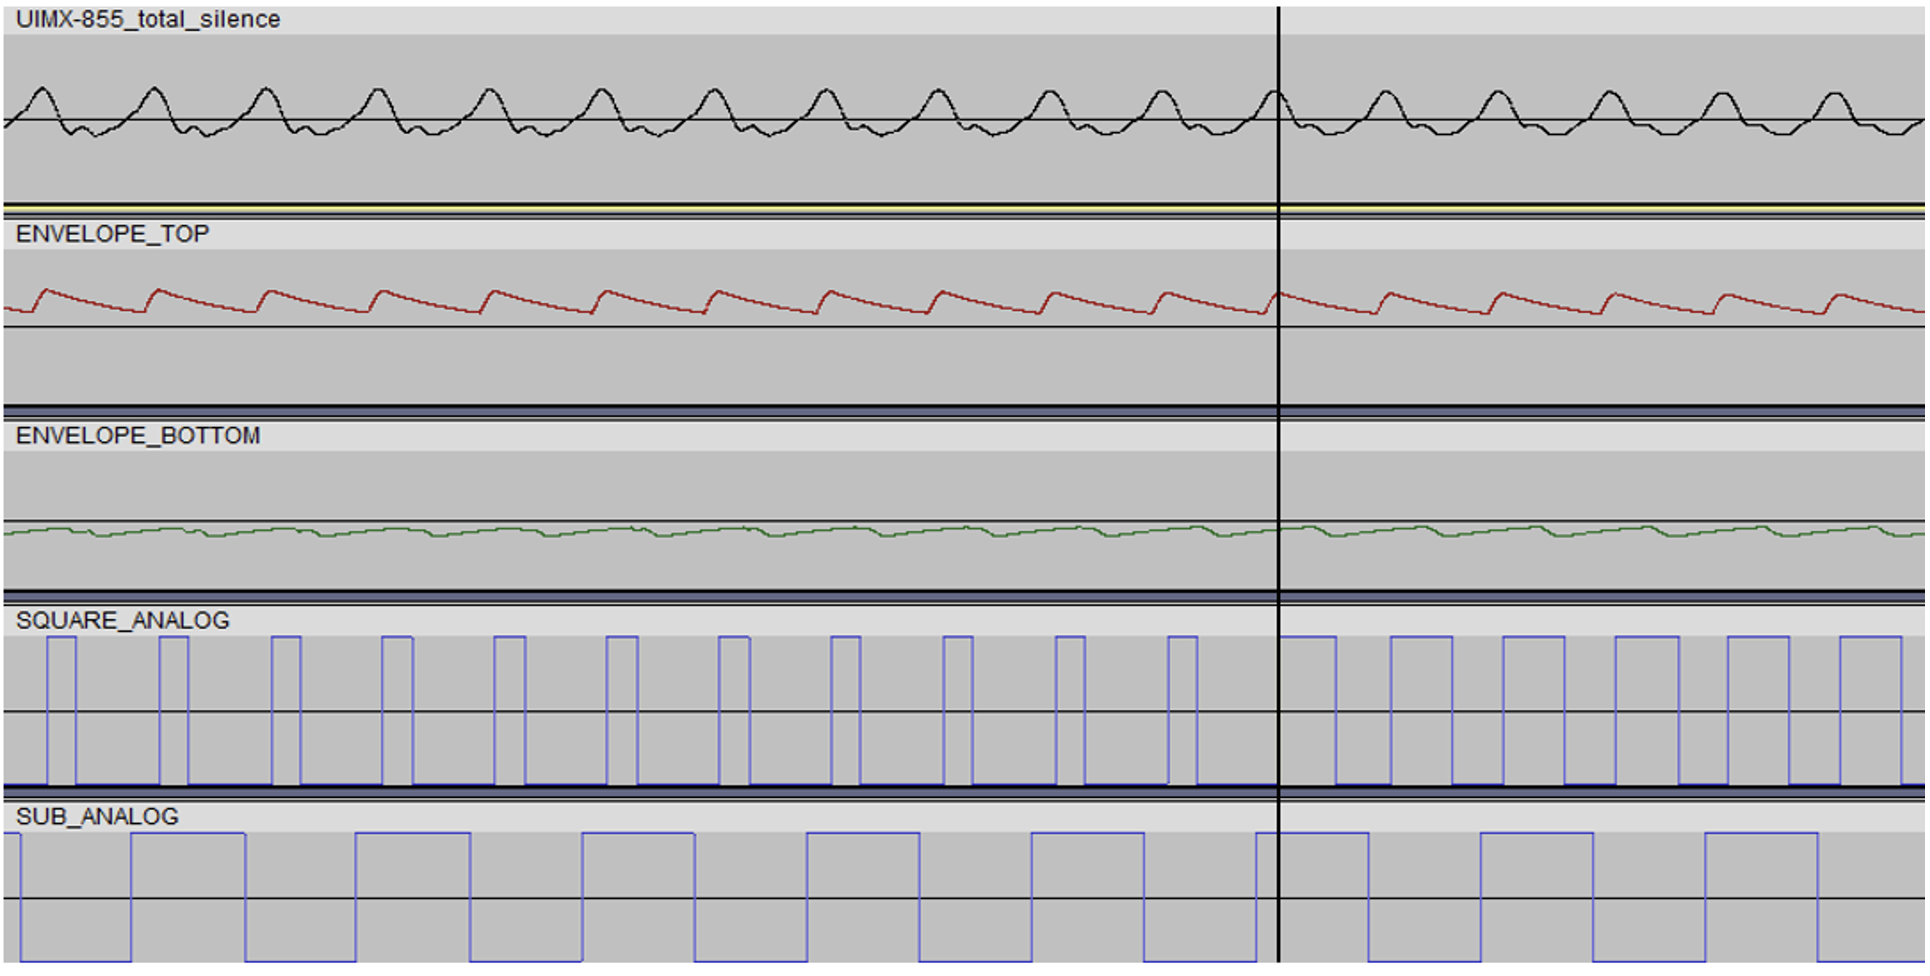 UIMX-855_total_silence
ENVELOPE_TOP
ENVELOPE_BOTTOM
SQUARE_ANALOG
SUB_ANALOG